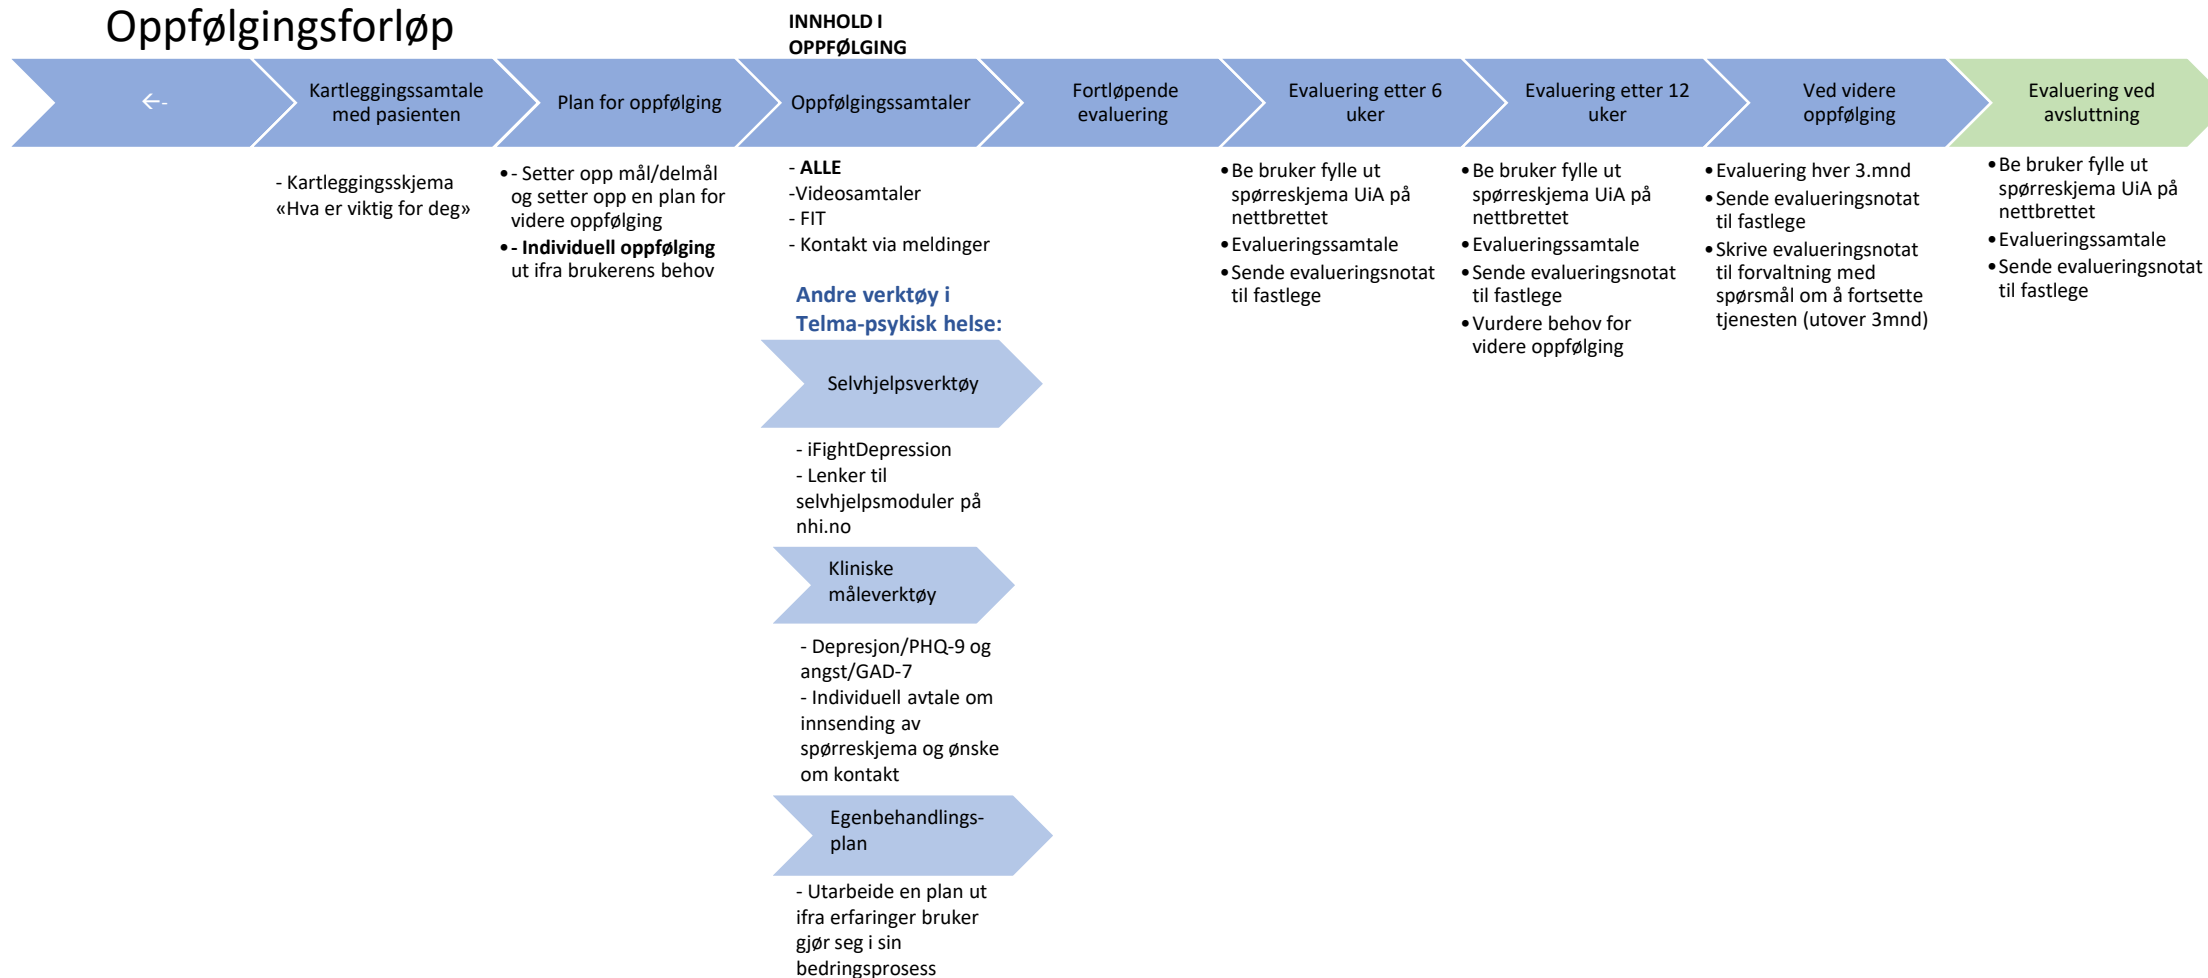 Oppfølgingsforløp
INNHOLD I
OPPFØLGING
←-
Kartleggingssamtale
med pasienten
Plan for oppfølging
Oppfølgingssamtaler
Fortløpende
evaluering
Evaluering etter 6
uker
Evaluering etter 12
uker
Ved videre
oppfølging
Evaluering ved
avsluttning
- Kartleggingsskjema
«Hva er viktig for deg»
•- Setter opp mål/delmål
og setter opp en plan for
videre oppfølging
•- Individuell oppfølging
ut ifra brukerens behov
- ALLE
-Videosamtaler
- FIT
- Kontakt via meldinger
Andre verktøy i
Telma-psykisk helse:
Selvhjelpsverktøy
- iFightDepression
- Lenker til
selvhjelpsmoduler på
nhi.no
Kliniske
måleverktøy
- Depresjon/PHQ-9 og
angst/GAD-7
- Individuell avtale om
innsending av
spørreskjema og ønske
om kontakt
Egenbehandlings-
plan
- Utarbeide en plan ut
ifra erfaringer bruker
gjør seg i sin
bedringsprosess
•Be bruker fylle ut
spørreskjema UiA på
nettbrettet
•Evalueringssamtale
•Sende evalueringsnotat
til fastlege
•Be bruker fylle ut
spørreskjema UiA på
nettbrettet
•Evalueringssamtale
•Sende evalueringsnotat
til fastlege
•Vurdere behov for
videre oppfølging
•Evaluering hver 3.mnd
•Sende evalueringsnotat
til fastlege
•Skrive evalueringsnotat
til forvaltning med
spørsmål om å fortsette
tjenesten (utover 3mnd)
•Be bruker fylle ut
spørreskjema UiA på
nettbrettet
•Evalueringssamtale
•Sende evalueringsnotat
til fastlege